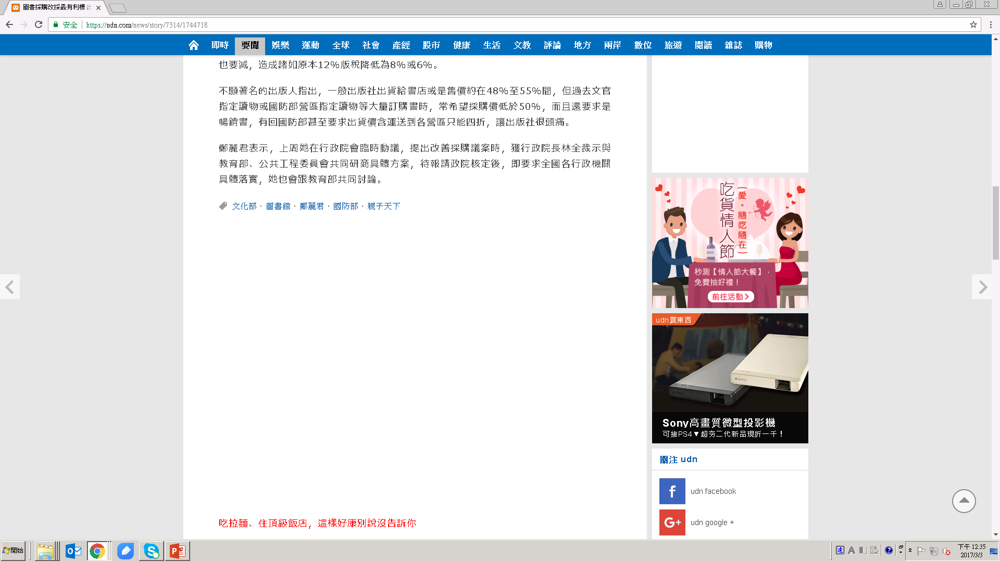 圖書採購改採最有利標 出
安全
https://udn.com/news/story/7314/1744718
即時 要聞 娛樂 運動 全球 社會 產經 股市 健康 生活 文教 評論 地方 兩岸 數位 旅遊 閱讀 雜誌 購物
也要減，造成諸如原本12%版稅降低為8%或6%。
不願著名的出版人指出，一般出版社出貨給書店或是售價約在48%至55%間，但過去文官
指定讀物或國防部營區指定讀物等大量訂購書時，常希望採購價低於50%，而且還要求是
暢銷書，有回國防部甚至要求出貨價含運送到各營區只能四折，讓出版社很頭痛。
鄭麗君表示，上周她在行政院會臨時動議，提出改善採購議案時，獲行政院長林全裁示與
教育部、公共工程委員會共同研商具體方案，待報請政院核定後，即要求全國各行政機關
具體落實，她也會跟教育部共同討論。
文化部‧圖書館‧鄭麗君‧國防部‧親子天下
吃貨情人節
{愛。隨吃隨在}
秒測【情人節大餐】，
免費抽好禮！
前往活動
udn買東西
SONY
SONY
Sony高畫質微型投影機
可接PS4▼超夯二代新品現折一千！
關注 udn
f
udn facebook
G+
udn google +
吃拉麵、住頂級飯店，這樣好康別說沒告訴你
開始
速
A
下午 12:35
2017/3/3